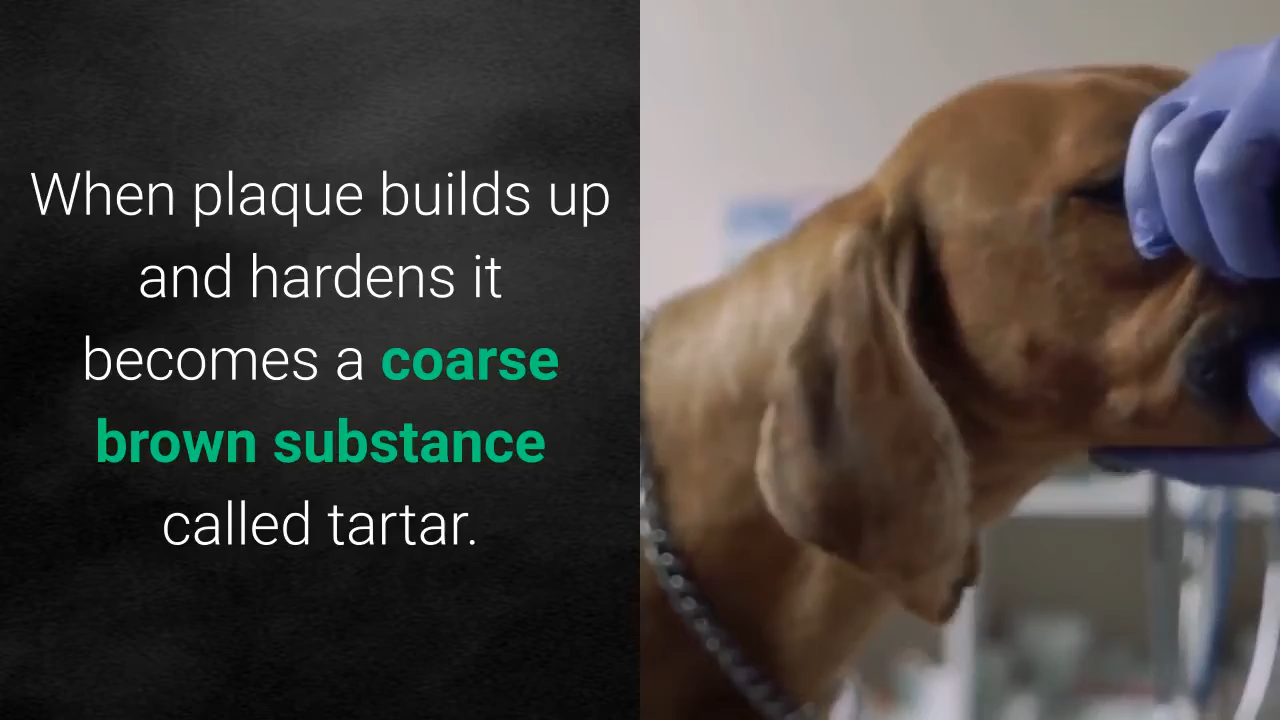 When plaque builds up
and hardens it
becomes a coarse
brown substance
called tartar.